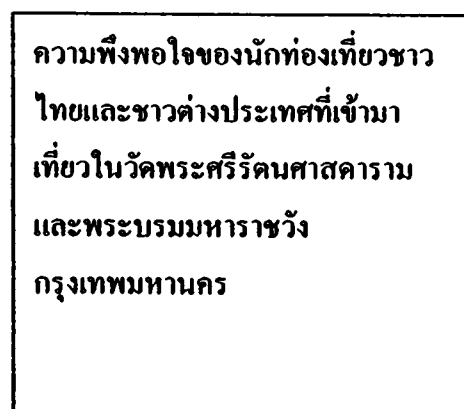 ความพึงพอใจของนักท่องเที่ยวชาว
ไทยและชาวต่างประเทศที่เข้ามา
เที่ยวในวัดพระศรีรัตนศาสดาราม
และพระบรมมหาราชวัง
กรุงเทพมหานคร